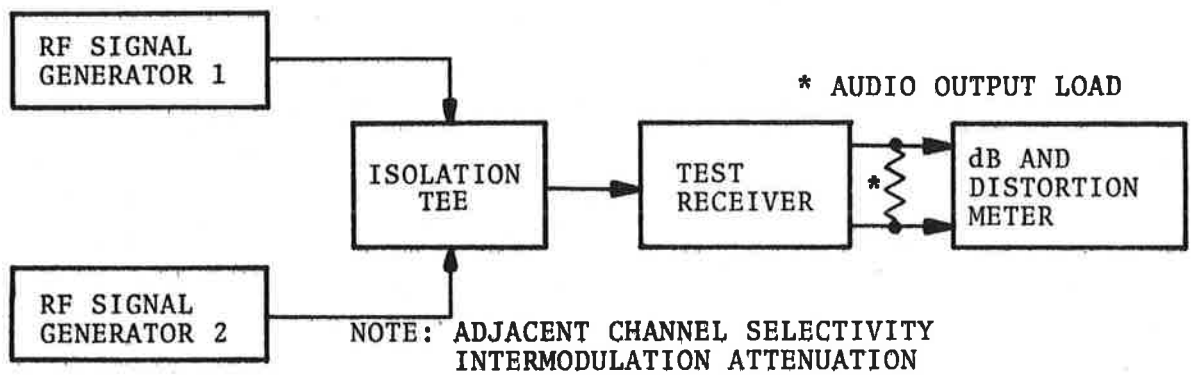 RF SIGNAL
GENERATOR 1
* AUDIO OUTPUT LOAD
ISOLATION
TEE
TEST
RECEIVER
*
dB AND
DISTORTION
METER
RF SIGNAL
GENERATOR 2
NOTE: ADJACENT CHANNEL SELECTIVITY
INTERMODULATION ATTENUATION